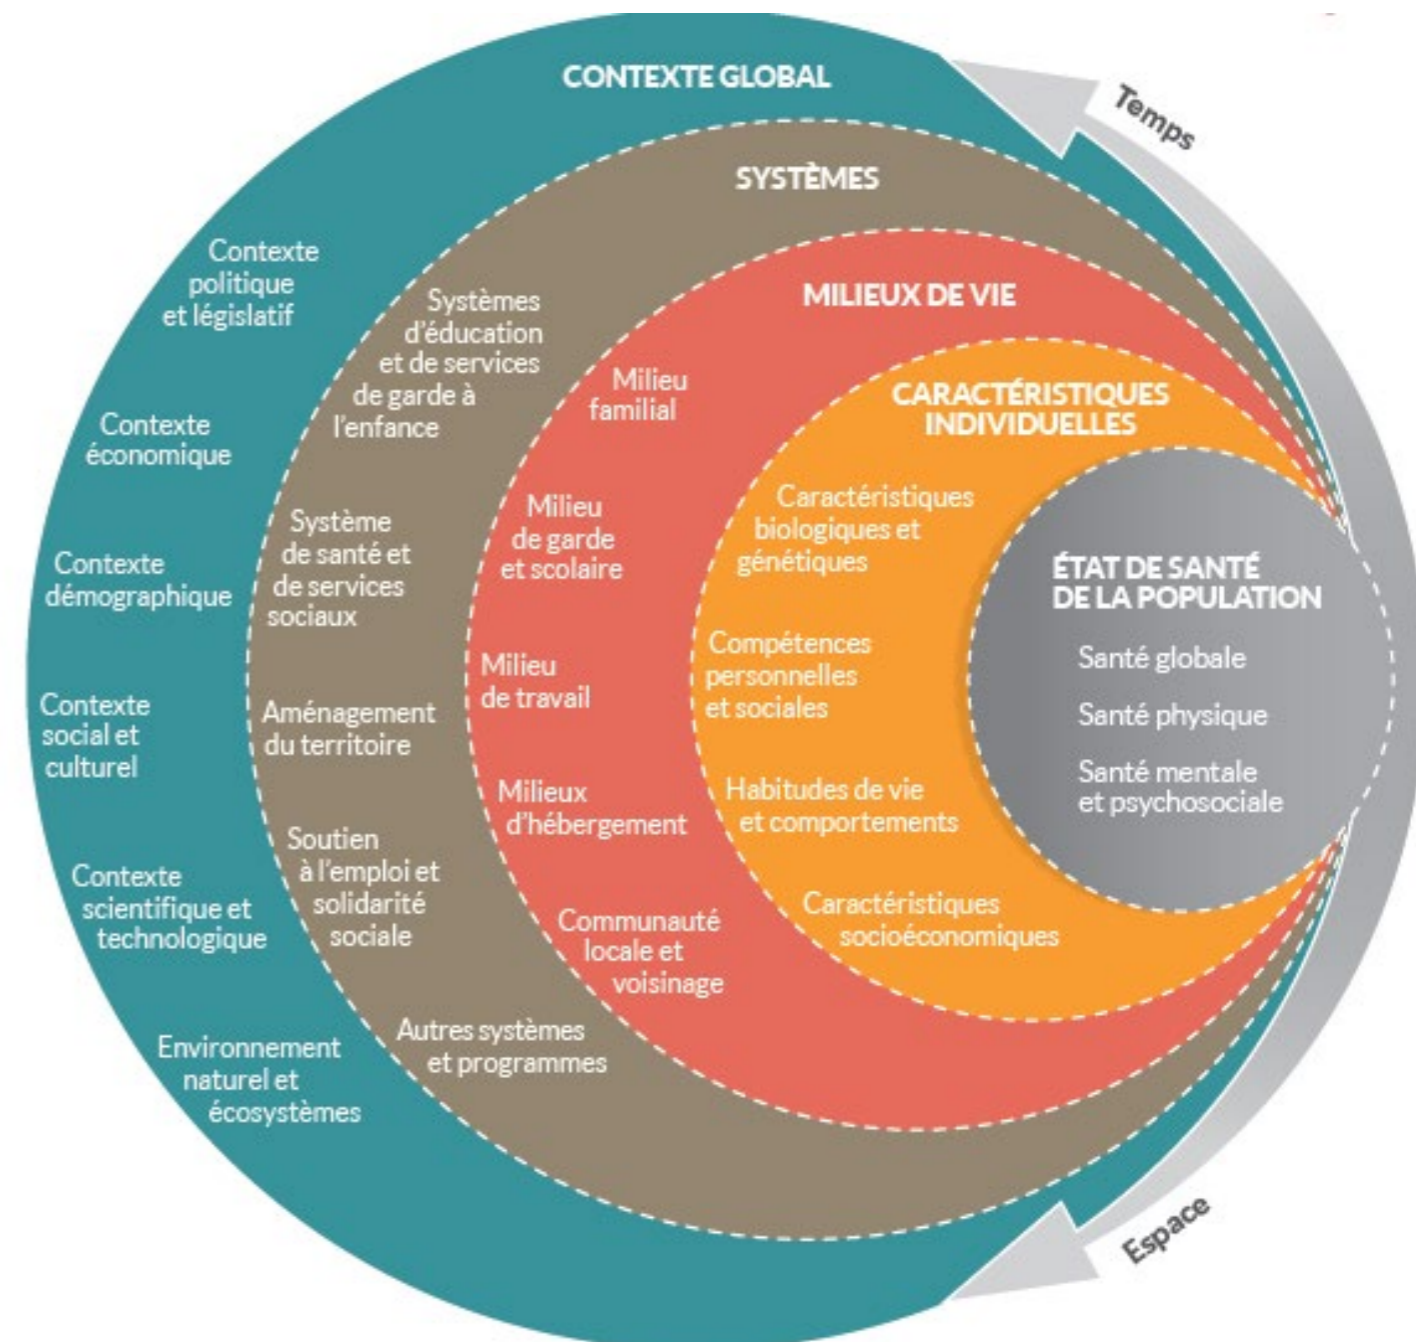 CONTEXTE GLOBAL
Temps
SYSTÈMES
MILIEUX DE VIE
CARACTÉRISTIQUES
INDIVIDUELLES
ÉTAT DE SANTÉ
DE LA POPULATION
Contexte
politique
et législatif
Contexte
économique
Contexte
démographique
Contexte
social et
culturel
Contexte
scientifique et
technologique
Environnement
naturel et
écosystèmes
Systèmes
d'éducation
et de services
de garde à
l'enfance
Système
de santé et
de services
sociaux
Aménagement
du territoire
Soutien
à l'emploi et
solidarité
sociale
Autres systèmes
et programmes
Milieu
familial
Milieu
de garde
et scolaire
Milieu
de travail
Milieux
d'hébergement
Communauté
locale et
voisinage
Caractéristiques
biologiques et
génétiques
Compétences
personnelles
et sociales
Habitudes de vie
et comportements
Caractéristiques
socioéconomiques
Santé globale
Santé physique
Santé mentale
et psychosociale
Espace